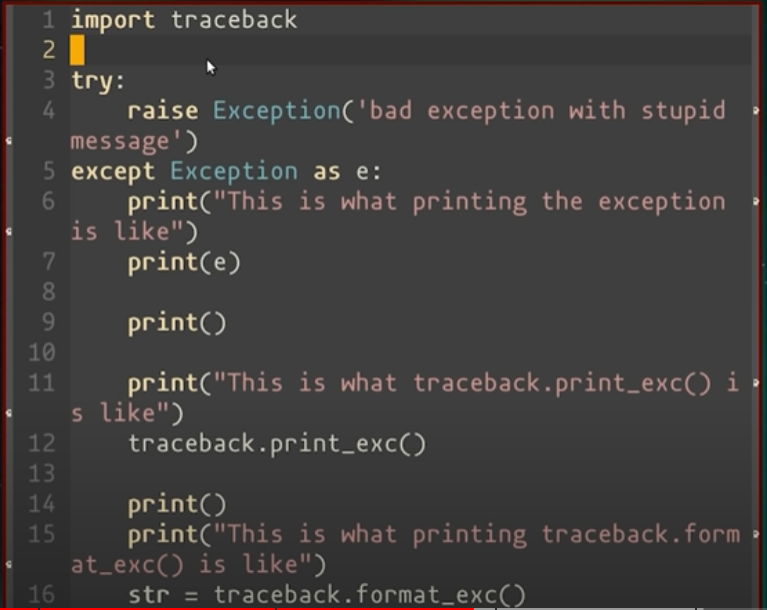 1 import traceback
2
3 try:
4     raise Exception('bad exception with stupid
message')
5 except Exception as e:
6     print("This is what printing the exception
is like")
7     print(e)
8
9     print()
10
11     print("This is what traceback.print_exc() i
s like")
12     traceback.print_exc()
13
14     print()
15     print("This is what printing traceback.form
at_exc() is like")
16     str = traceback.format_exc()